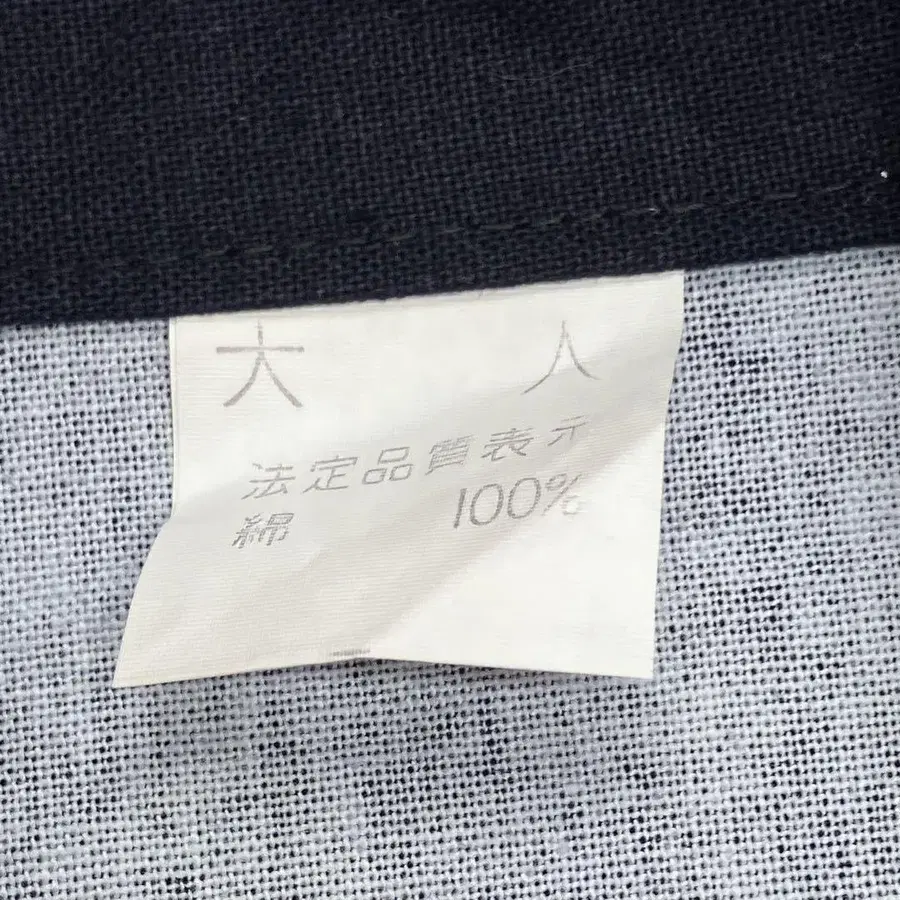 大人
法定品質表示
綿 100%